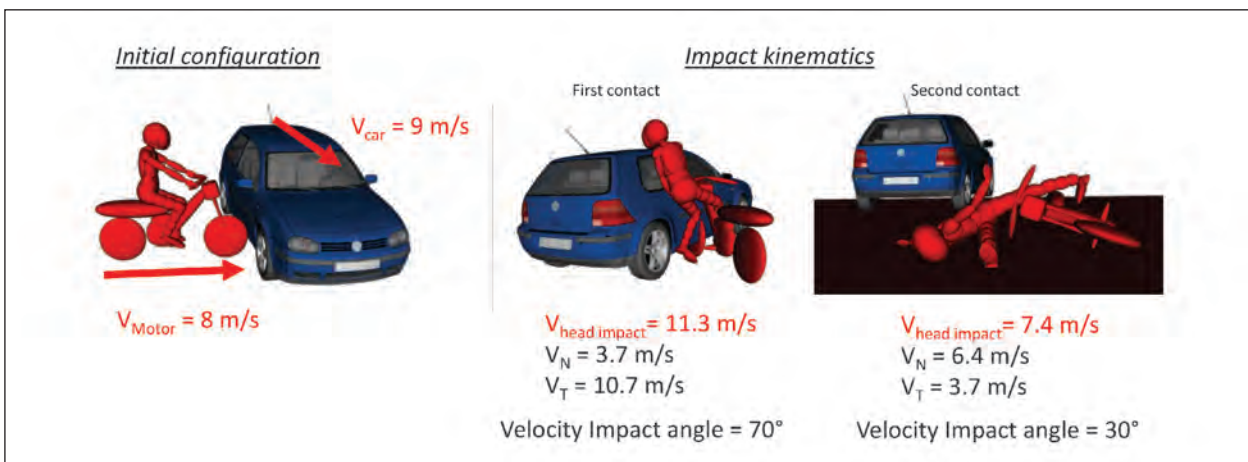 Initial configuration
Impact kinematics
First contact
Second contact
V_car = 9 m/s
V_Motor = 8 m/s
V_head impact= 11.3 m/s
V_N = 3.7 m/s
V_T = 10.7 m/s
Velocity Impact angle = 70°
V_head impact= 7.4 m/s
V_N = 6.4 m/s
V_T = 3.7 m/s
Velocity Impact angle = 30°